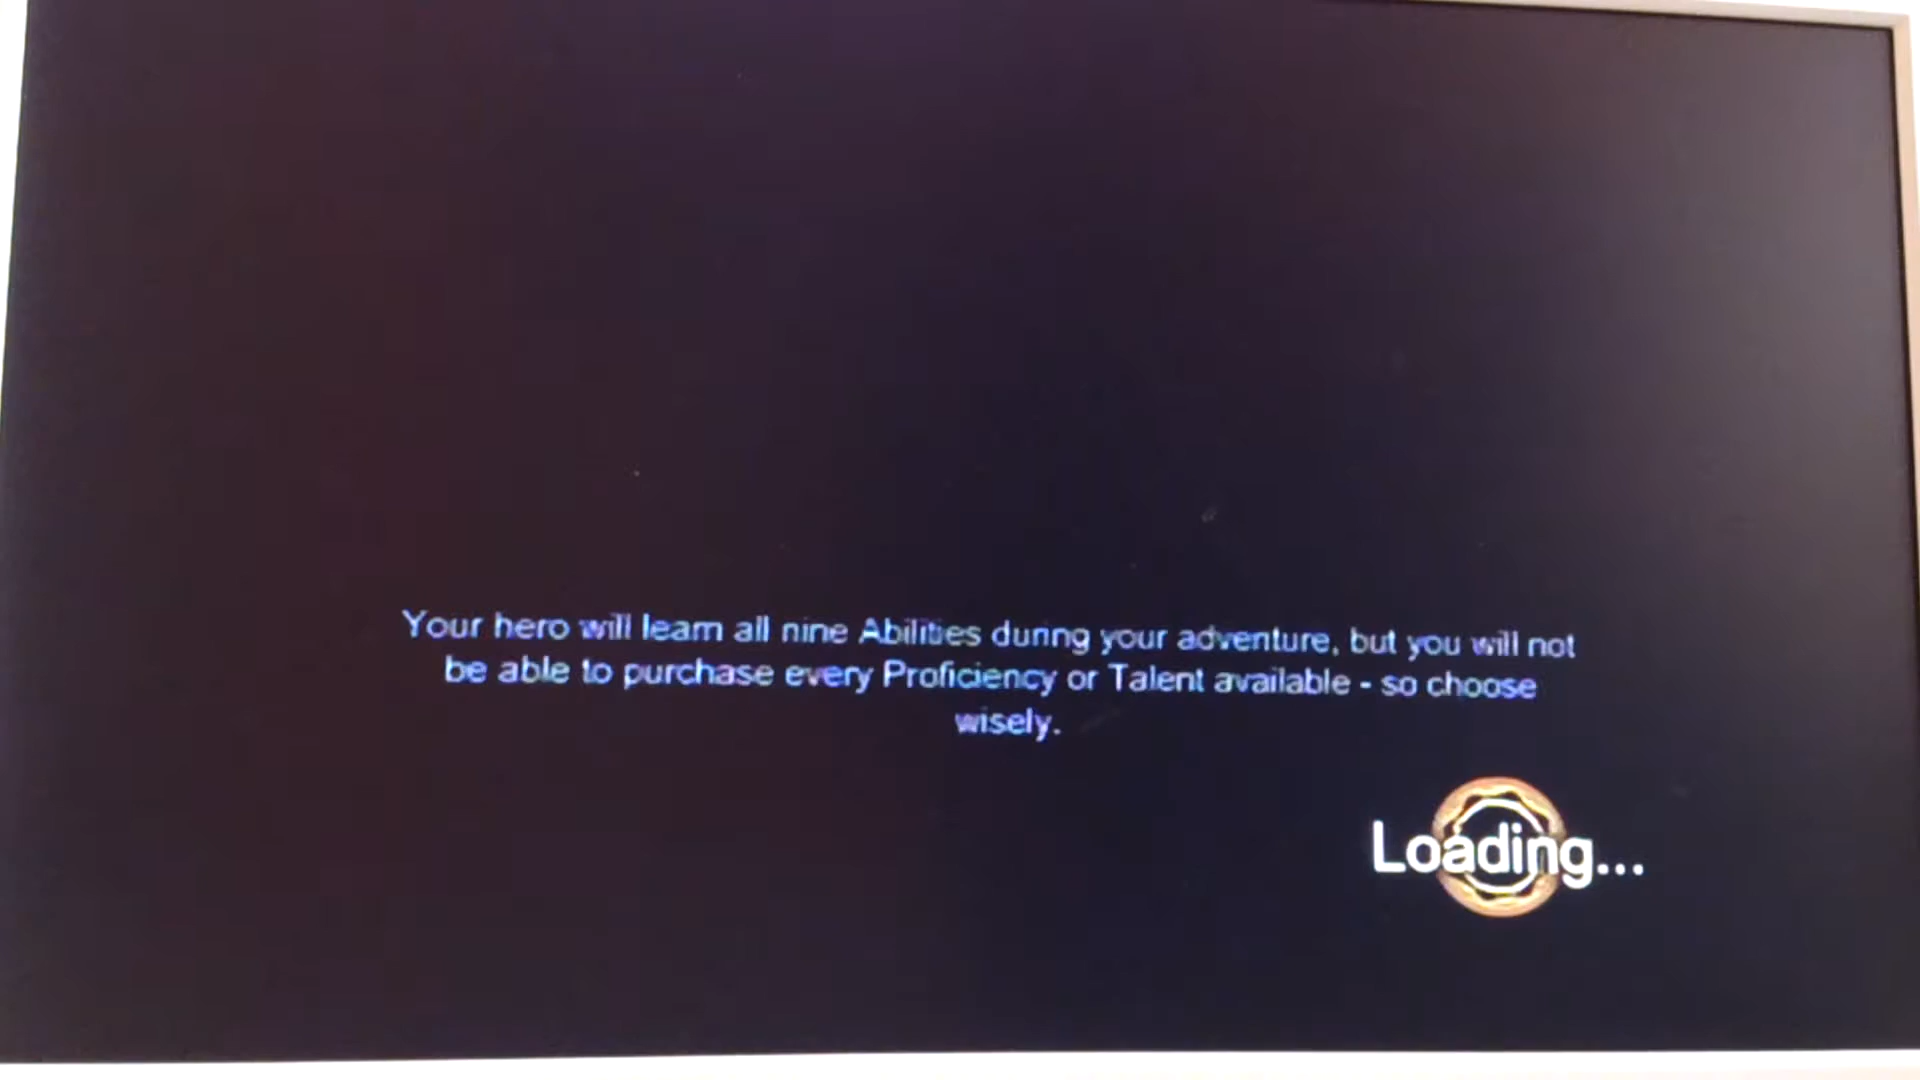 Your hero will learn all nine Abilities during your adventure, but you will not
be able to purchase every Proficiency or Talent available - so choose
wisely.
Loading...